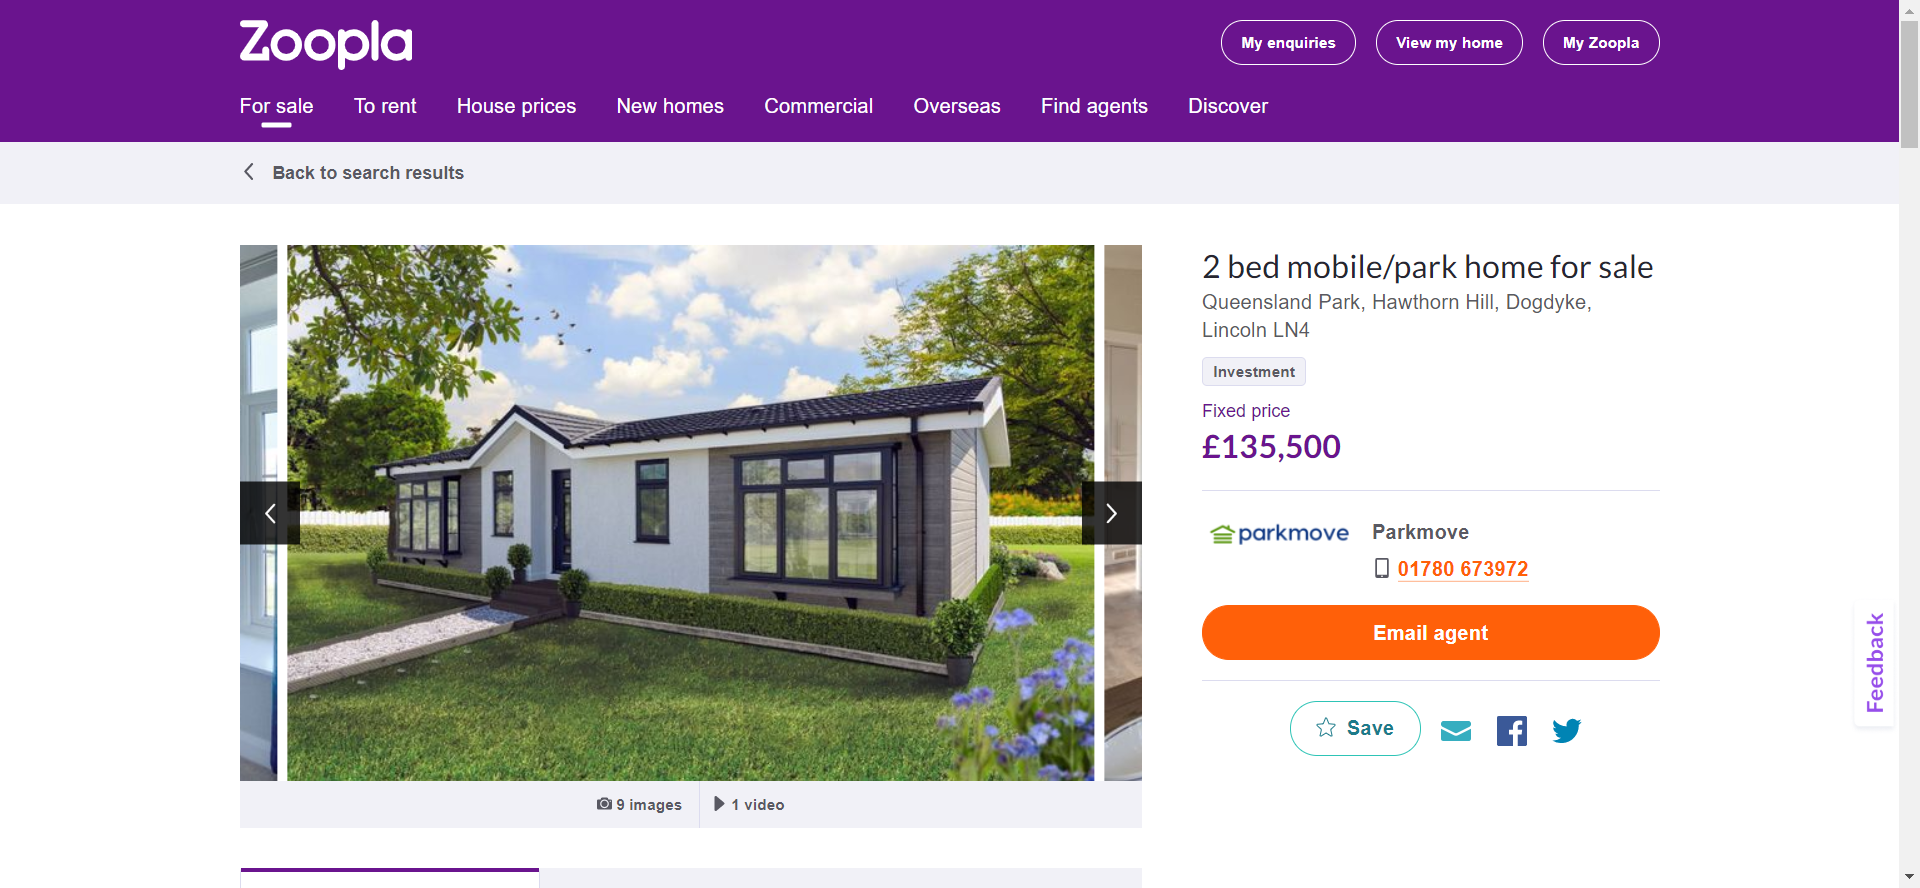 Zoopla
My enquiries
View my home
My Zoopla
For sale
To rent
House prices
New homes
Commercial
Overseas
Find agents
Discover
Back to search results
2 bed mobile/park home for sale
Queensland Park, Hawthorn Hill, Dogdyke,
Lincoln LN4
Investment
Fixed price
£135,500
parkmove
Parkmove
01780 673972
Email agent
Save
Feedback
9 images
1 video